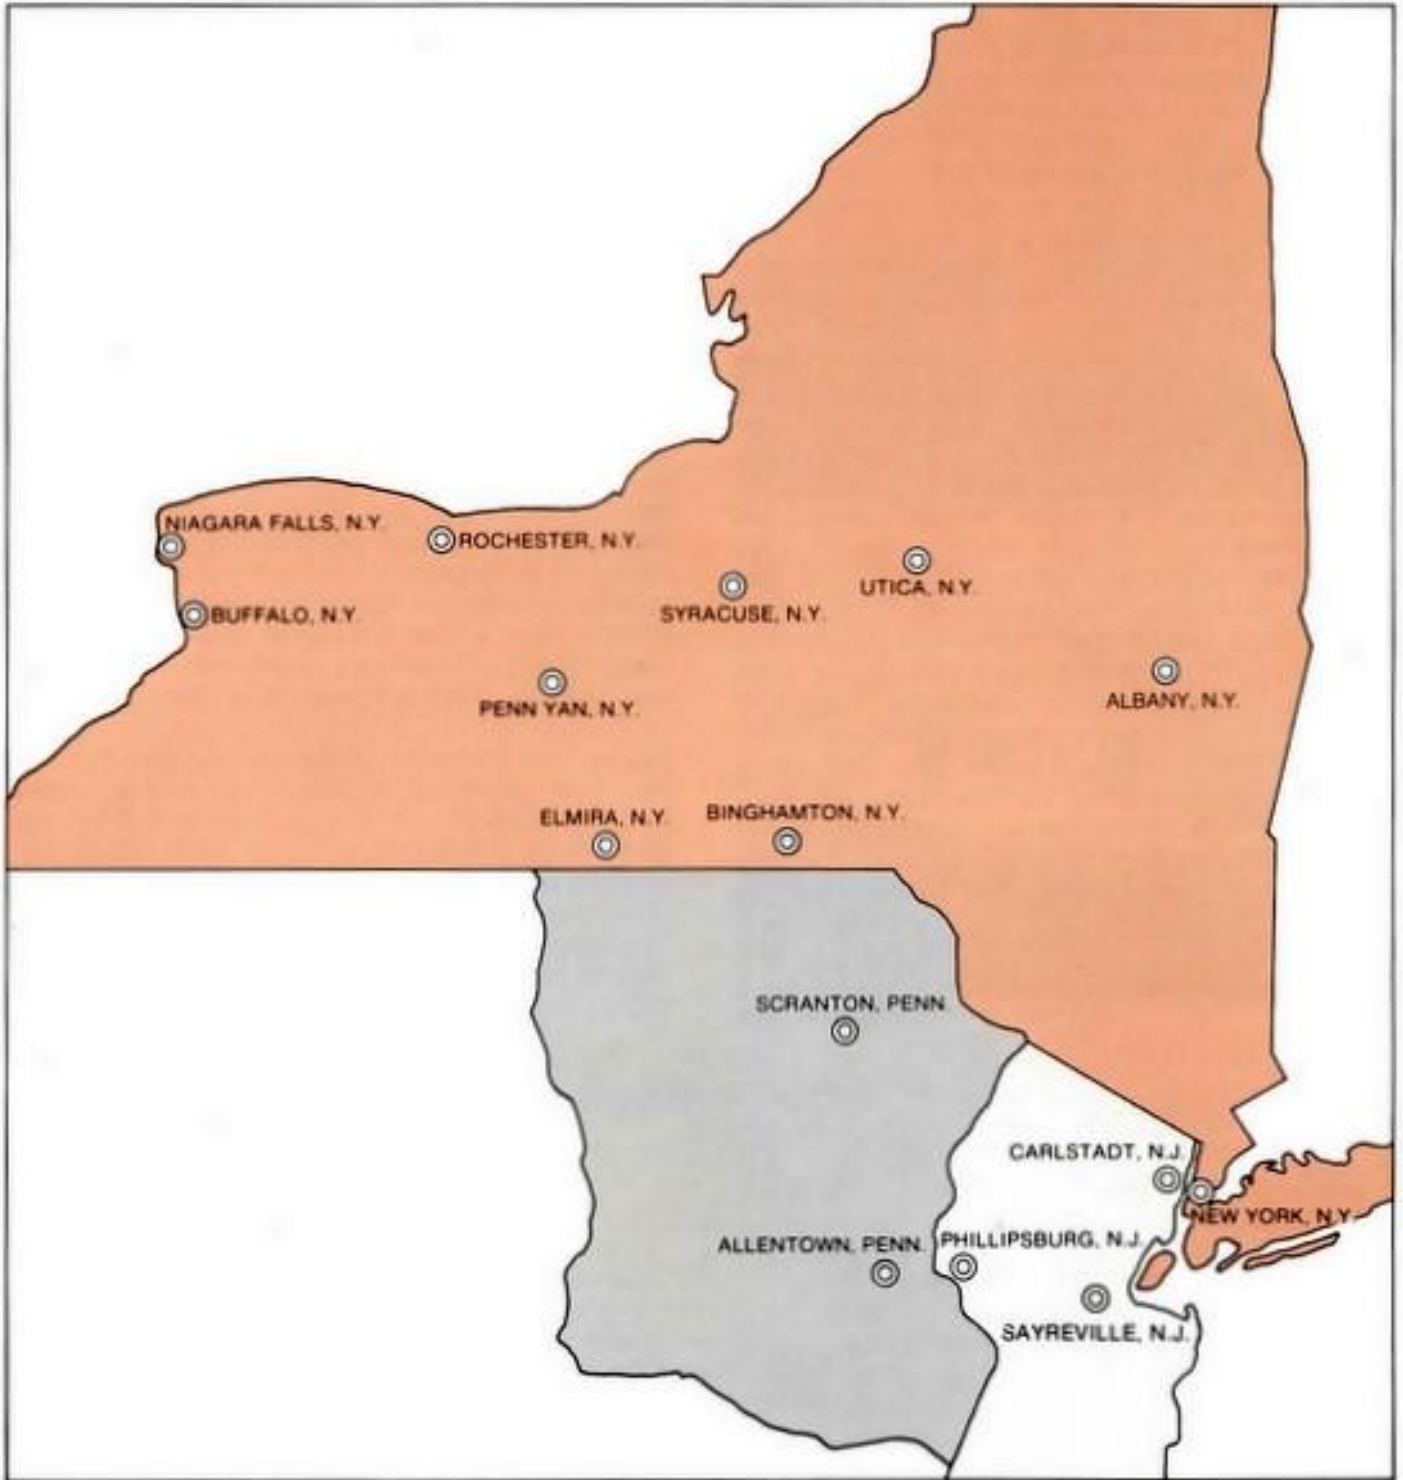 NIAGARA FALLS, N.Y.
ROCHESTER, N.Y.
UTICA, N.Y.
SYRACUSE, N.Y.
BUFFALO, N.Y.
ALBANY, N.Y.
PENN YAN, N.Y.
ELMIRA, N.Y.
BINGHAMTON, N.Y.
SCRANTON, PENN.
CARLSTADT, N.J.
NEW YORK, N.Y.
ALLENTOWN, PENN.
PHILLIPSBURG, N.J.
SAYREVILLE, N.J.